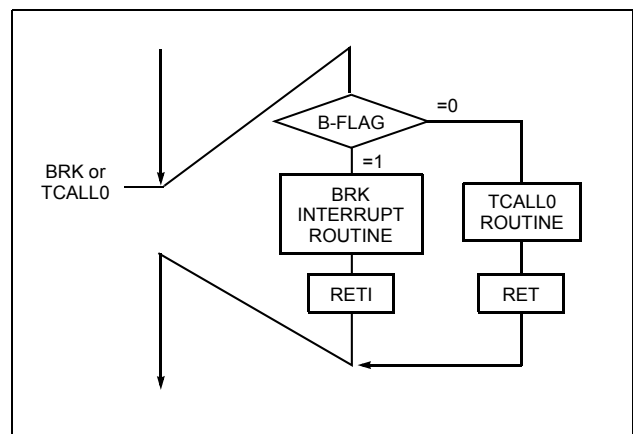 B-FLAG
=0
=1
BRK or
TCALL0
BRK
INTERRUPT
ROUTINE
TCALL0
ROUTINE
RETI
RET